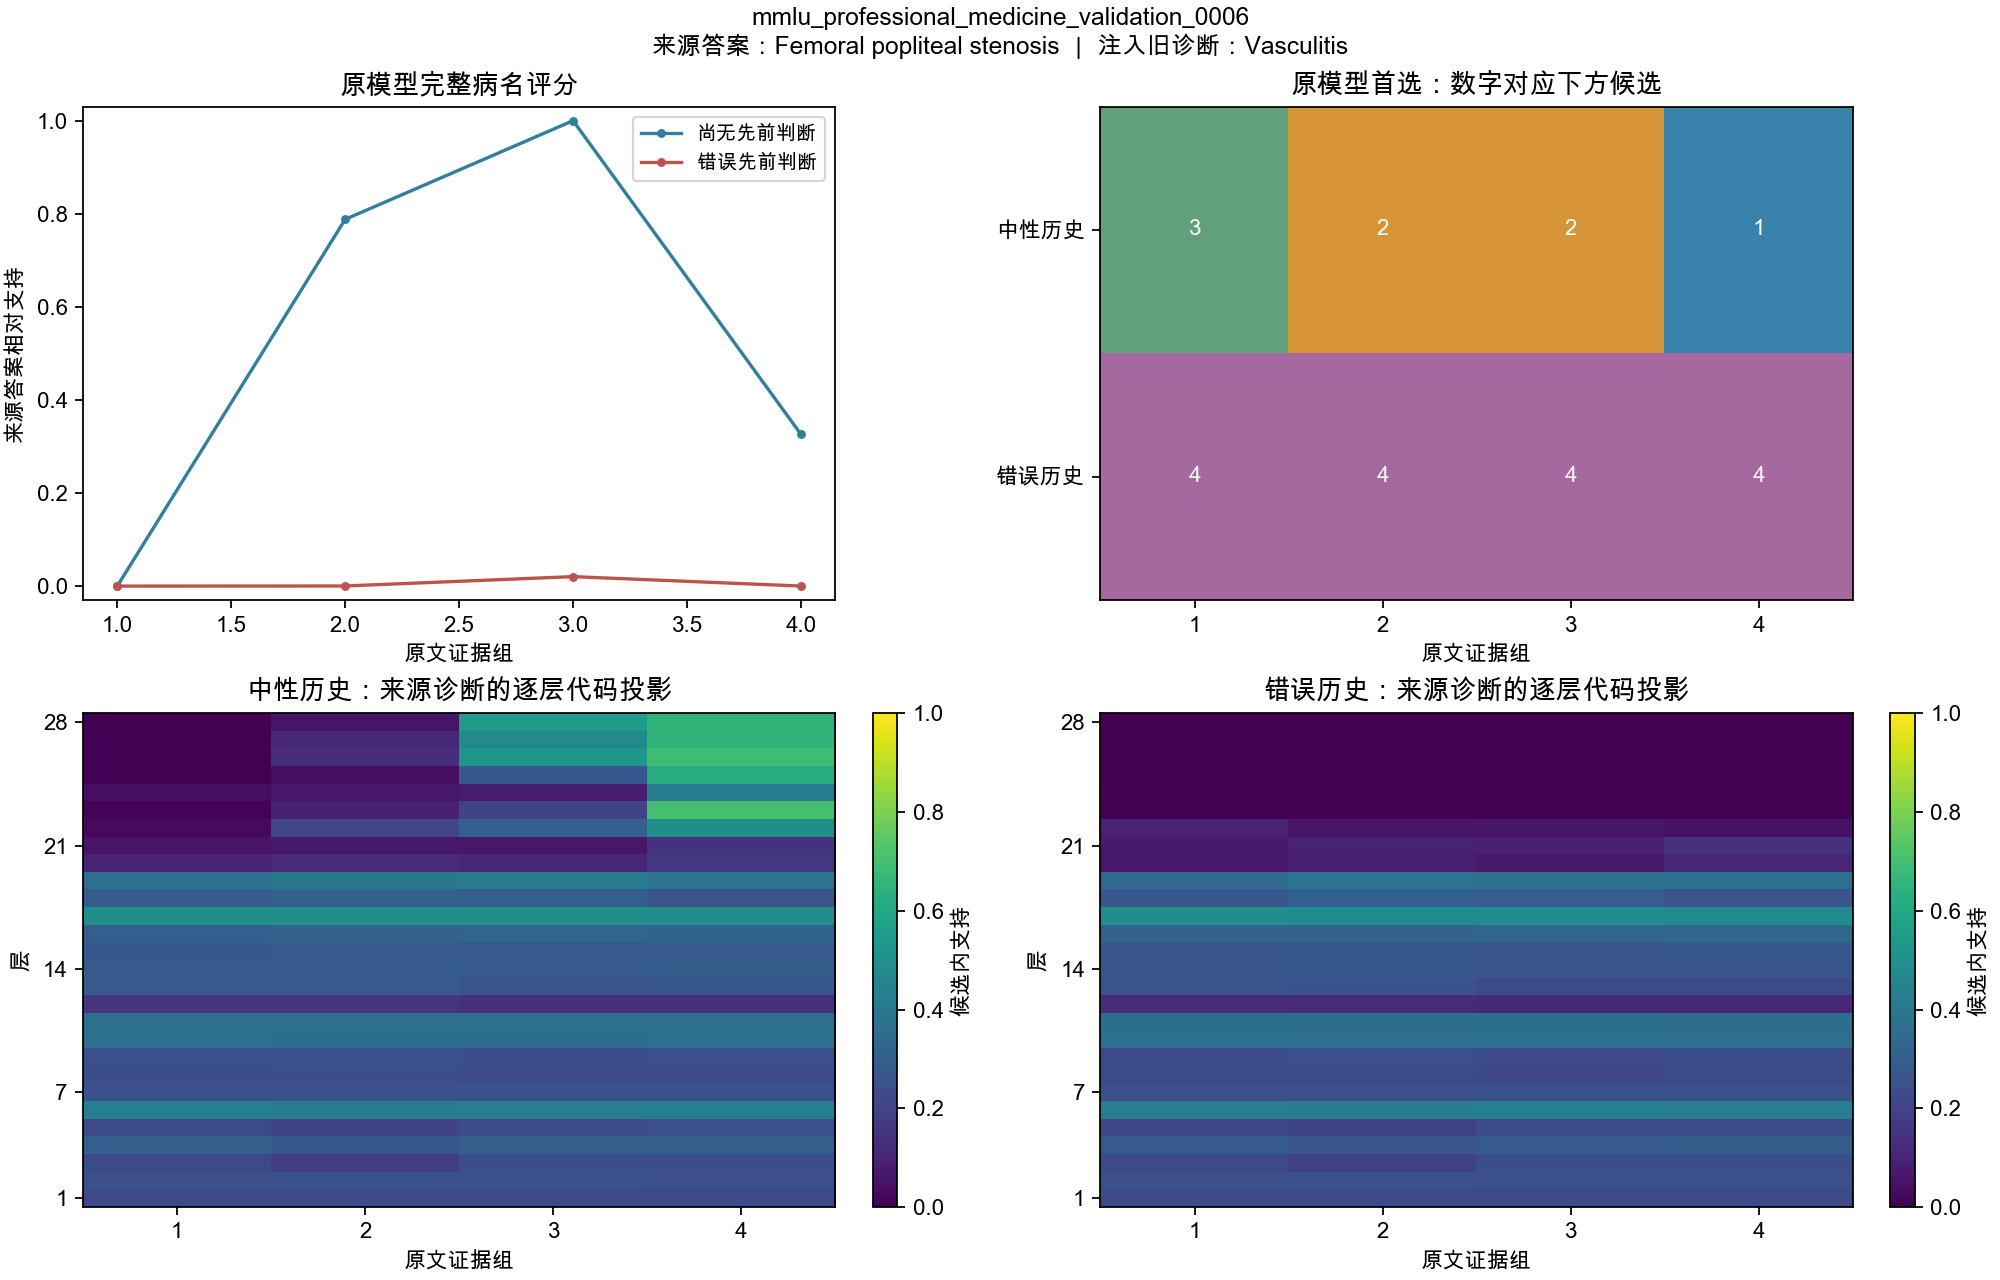 mmlu_professional_medicine_validation_0006
来源答案：Femoral popliteal stenosis | 注入旧诊断：Vasculitis
原模型完整病名评分
1.0
0.8
0.6
0.4
0.2
0.0
来源答案相对支持
尚无先前判断
错误先前判断
1.0 1.5 2.0 2.5 3.0 3.5 4.0
原文证据组
原模型首选：数字对应下方候选
中性历史
错误历史
3 2 2 1
4 4 4 4
1 2 3 4
原文证据组
中性历史：来源诊断的逐层代码投影
28
21
14
7
1
层
1 2 3 4
原文证据组
1.0
0.8
0.6
0.4
0.2
0.0
候选内支持
错误历史：来源诊断的逐层代码投影
28
21
14
7
1
层
1 2 3 4
原文证据组
1.0
0.8
0.6
0.4
0.2
0.0
候选内支持